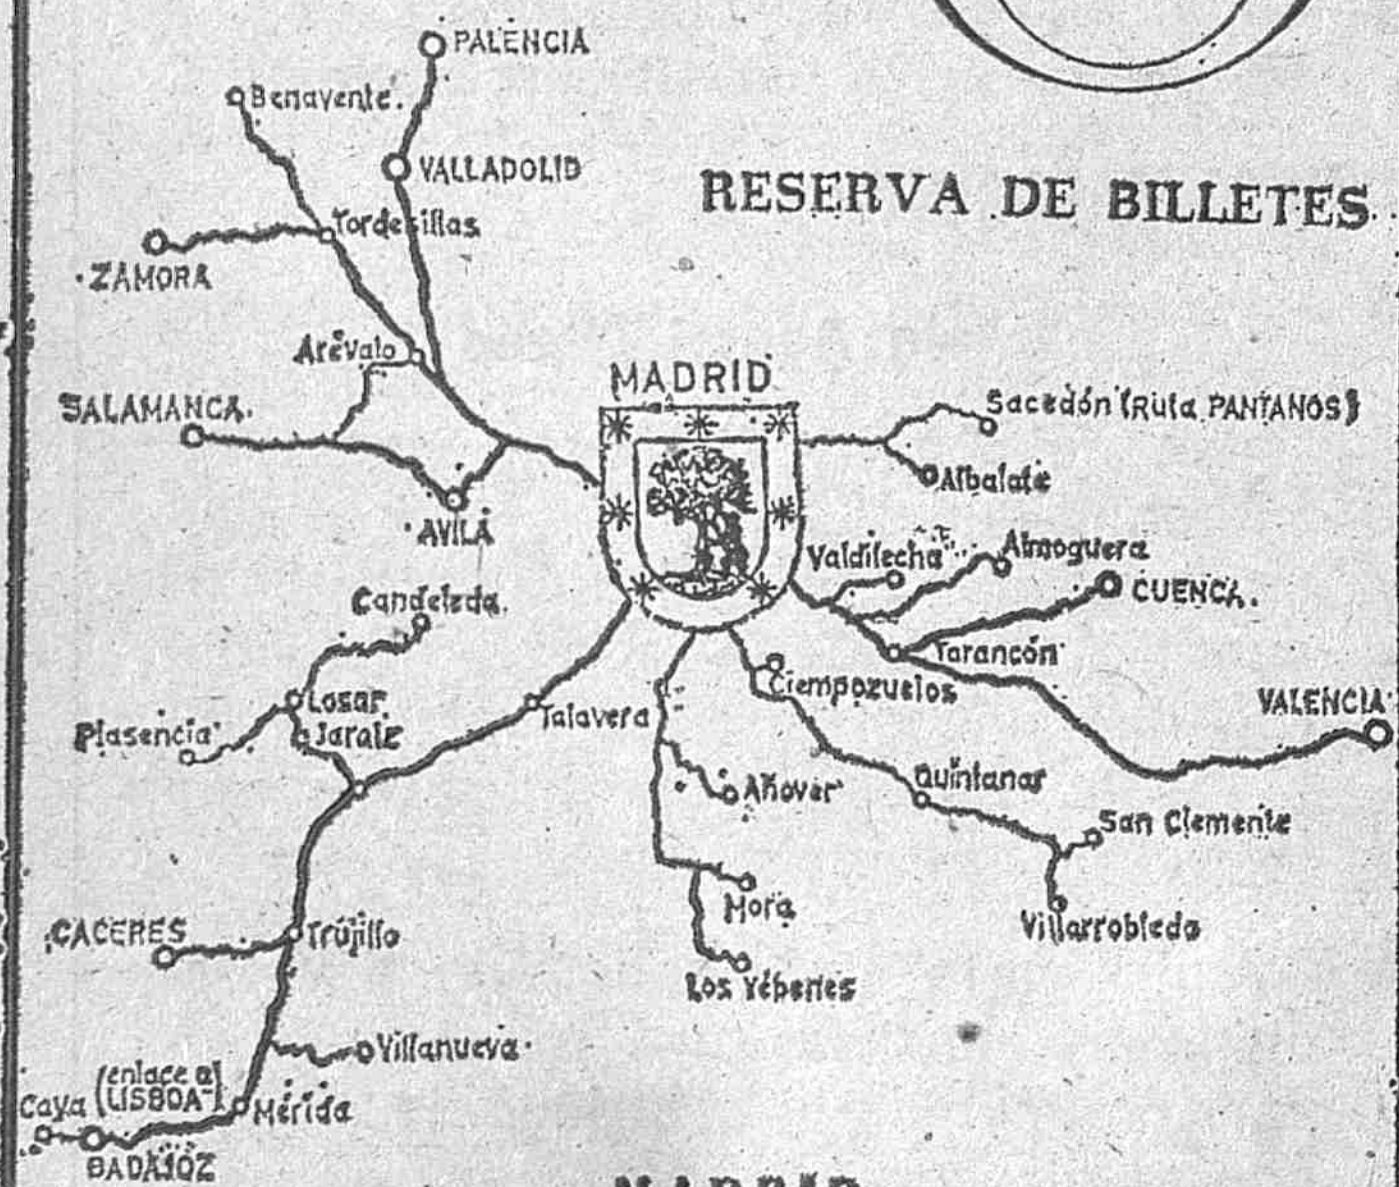 PALENCIA
Benavente.
VALLADOLID
RESERVA DE BILLETES
Tordesillas
ZAMORA
Arévalo
MADRID
SALAMANCA.
Sacedón (Ruta PANTANOS)
Albalate
AVILA
Valdilecha
Almoguera
CUENCA.
Candeleda.
Tarancón
Ciempozuelos
Losar
VALENCIA
Talavera
Plasencia
Jaraiz
Quintanar
Añover
San Clemente
Mora
Villarrobledo
CACERES
Trujillo
Los Yébenes
Villanueva.
(enlace a
LISBOA)
Caya
Mérida
BADAJOZ